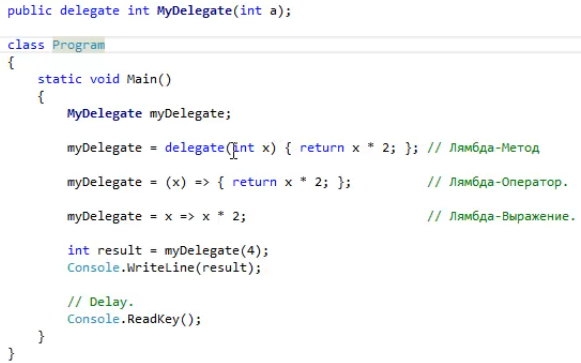 public delegate int MyDelegate(int a);
class Program
{
static void Main()
{
MyDelegate myDelegate;
myDelegate = delegate(int x) { return x * 2; }; // Лямбда-Метод
myDelegate = (x) => { return x * 2; }; // Лямбда-Оператор.
myDelegate = x => x * 2; // Лямбда-Выражение.
int result = myDelegate(4);
Console.WriteLine(result);
// Delay.
Console.ReadKey();
}
}